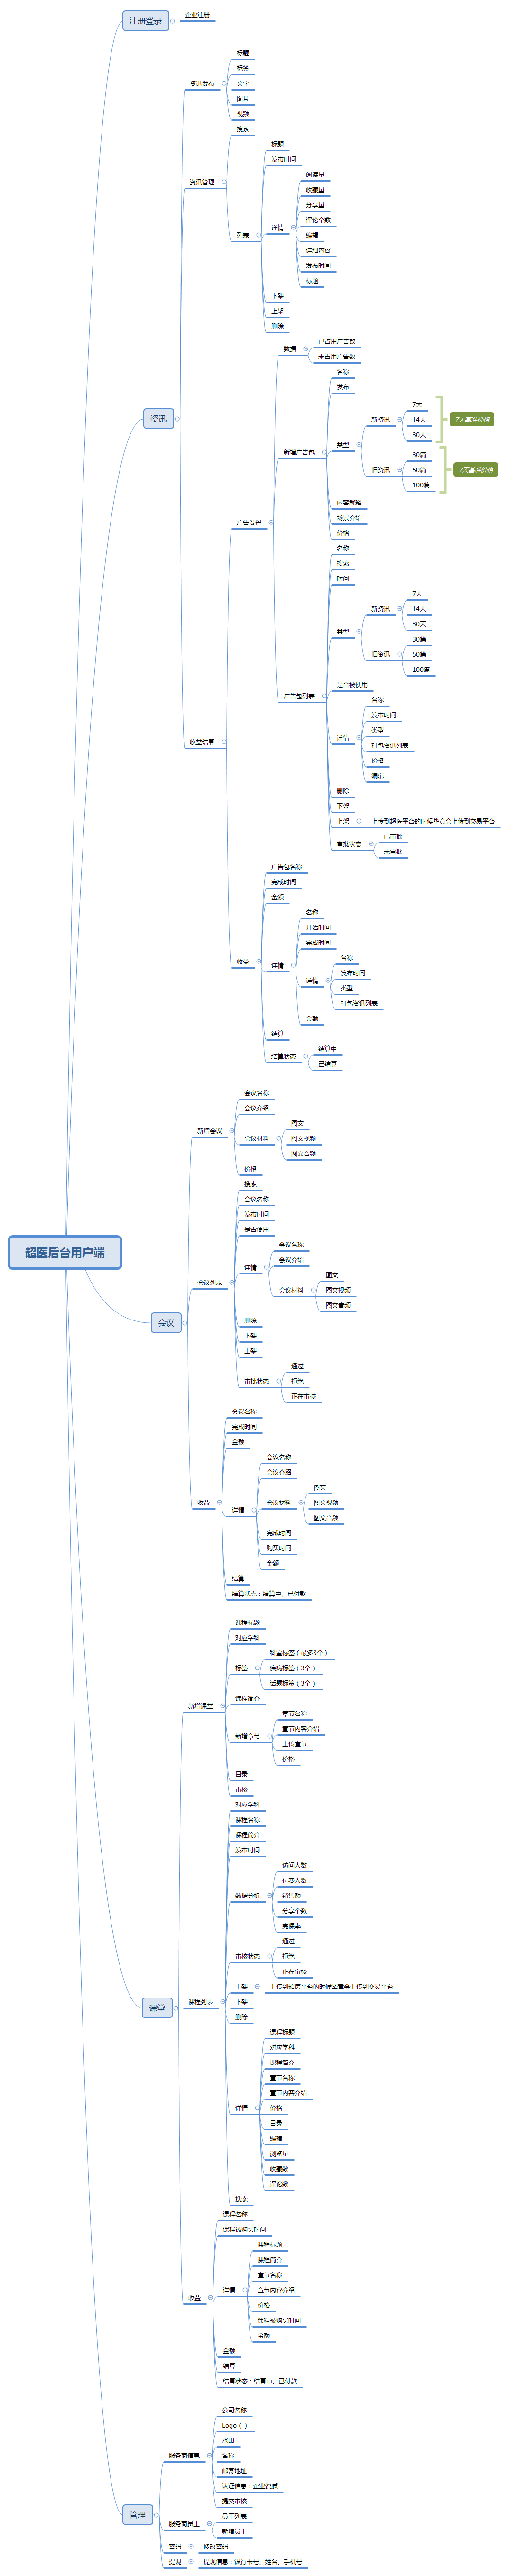 注册登录
企业注册
资讯
资讯发布
标题
标签
文字
图片
视频
资讯管理
搜素
列表
标题
发布时间
详情
阅读量
收藏量
分享量
评论个数
编辑
详细内容
发布时间
标题
下架
上架
删除
收益结算
广告设置
数据
已占用广告数
未占用广告数
新增广告包
名称
发布
类型
新资讯
7天
14天
30天
7天基准价格
旧资讯
30篇
50篇
100篇
7天基准价格
内容解释
场景介绍
价格
广告包列表
名称
搜素
时间
类型
新资讯
7天
14天
30天
旧资讯
30篇
50篇
100篇
是否被使用
详情
名称
发布时间
类型
打包资讯列表
价格
编辑
删除
下架
上架
上传到超医平台的时候毕竟会上传到交易平台
审批状态
已审批
未审批
收益
广告包名称
完成时间
金额
详情
名称
开始时间
完成时间
详情
名称
发布时间
类型
打包资讯列表
金额
结算
结算状态
结算中
已结算
超医后台用户端
会议
新增会议
会议名称
会议介绍
会议材料
图文
图文视频
图文音频
价格
会议列表
搜索
会议名称
发布时间
是否使用
详情
会议名称
会议介绍
会议材料
图文
图文视频
图文音频
删除
下架
上架
审批状态
通过
拒绝
正在审核
收益
会议名称
完成时间
金额
详情
会议名称
会议介绍
会议材料
图文
图文视频
图文音频
完成时间
购买时间
金额
结算
结算状态：结算中、已付款
课堂
新增课堂
课程标题
对应学科
标签
科室标签（最多3个）
疾病标签（3个）
话题标签（3个）
课程简介
新增章节
章节名称
章节内容介绍
上传章节
价格
目录
审核
课程列表
对应学科
课程名称
课程简介
发布时间
数据分析
访问人数
付费人数
销售额
分享个数
完课率
审核状态
通过
拒绝
正在审核
上架
上传到超医平台的时候毕竟会上传到交易平台
下架
删除
详情
课程标题
对应学科
课程简介
章节名称
章节内容介绍
价格
目录
编辑
浏览量
收藏数
评论数
搜索
收益
课程名称
课程被购买时间
详情
课程标题
课程简介
章节名称
章节内容介绍
价格
课程被购买时间
金额
金额
结算
结算状态：结算中、已付款
管理
服务商信息
公司名称
Logo（ ）
水印
名称
邮寄地址
认证信息：企业资质
提交审核
服务商员工
员工列表
新增员工
密码
修改密码
提现
提现信息：银行卡号、姓名、手机号